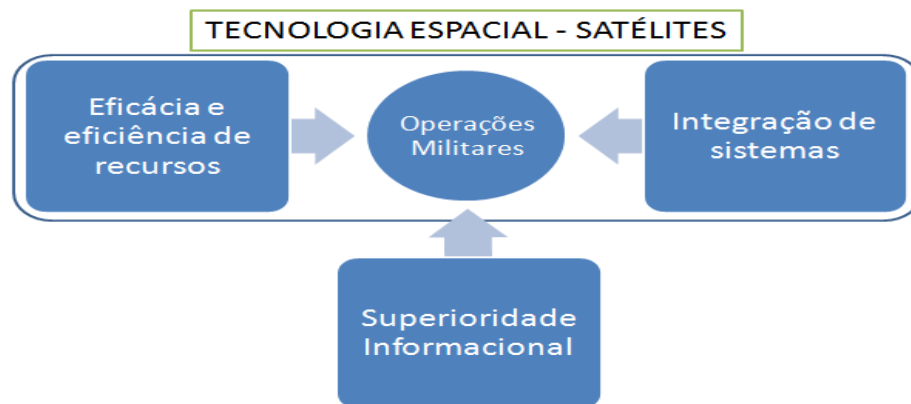 TECNOLOGIA ESPACIAL - SATÉLITES
Eficácia e
eficiência de
recursos
Operações
Militares
Integração de
sistemas
Superioridade
Informacional